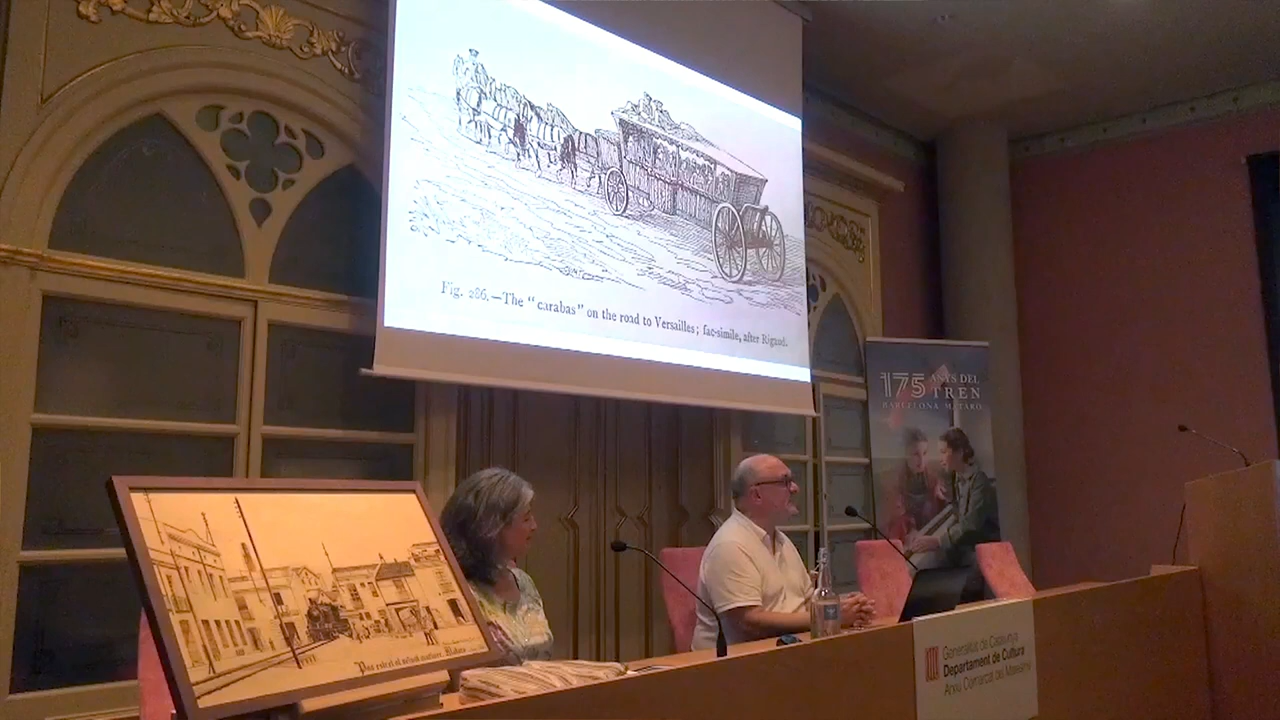 Fig. 286.—The "carabas" on the road to Versailles; fac-simile, after Rigaud.
175 ANYS DEL
TREN
BARCELONA MATARÓ
Generalitat de Catalunya
Departament de Cultura
Arxiu Comarcal del Maresme